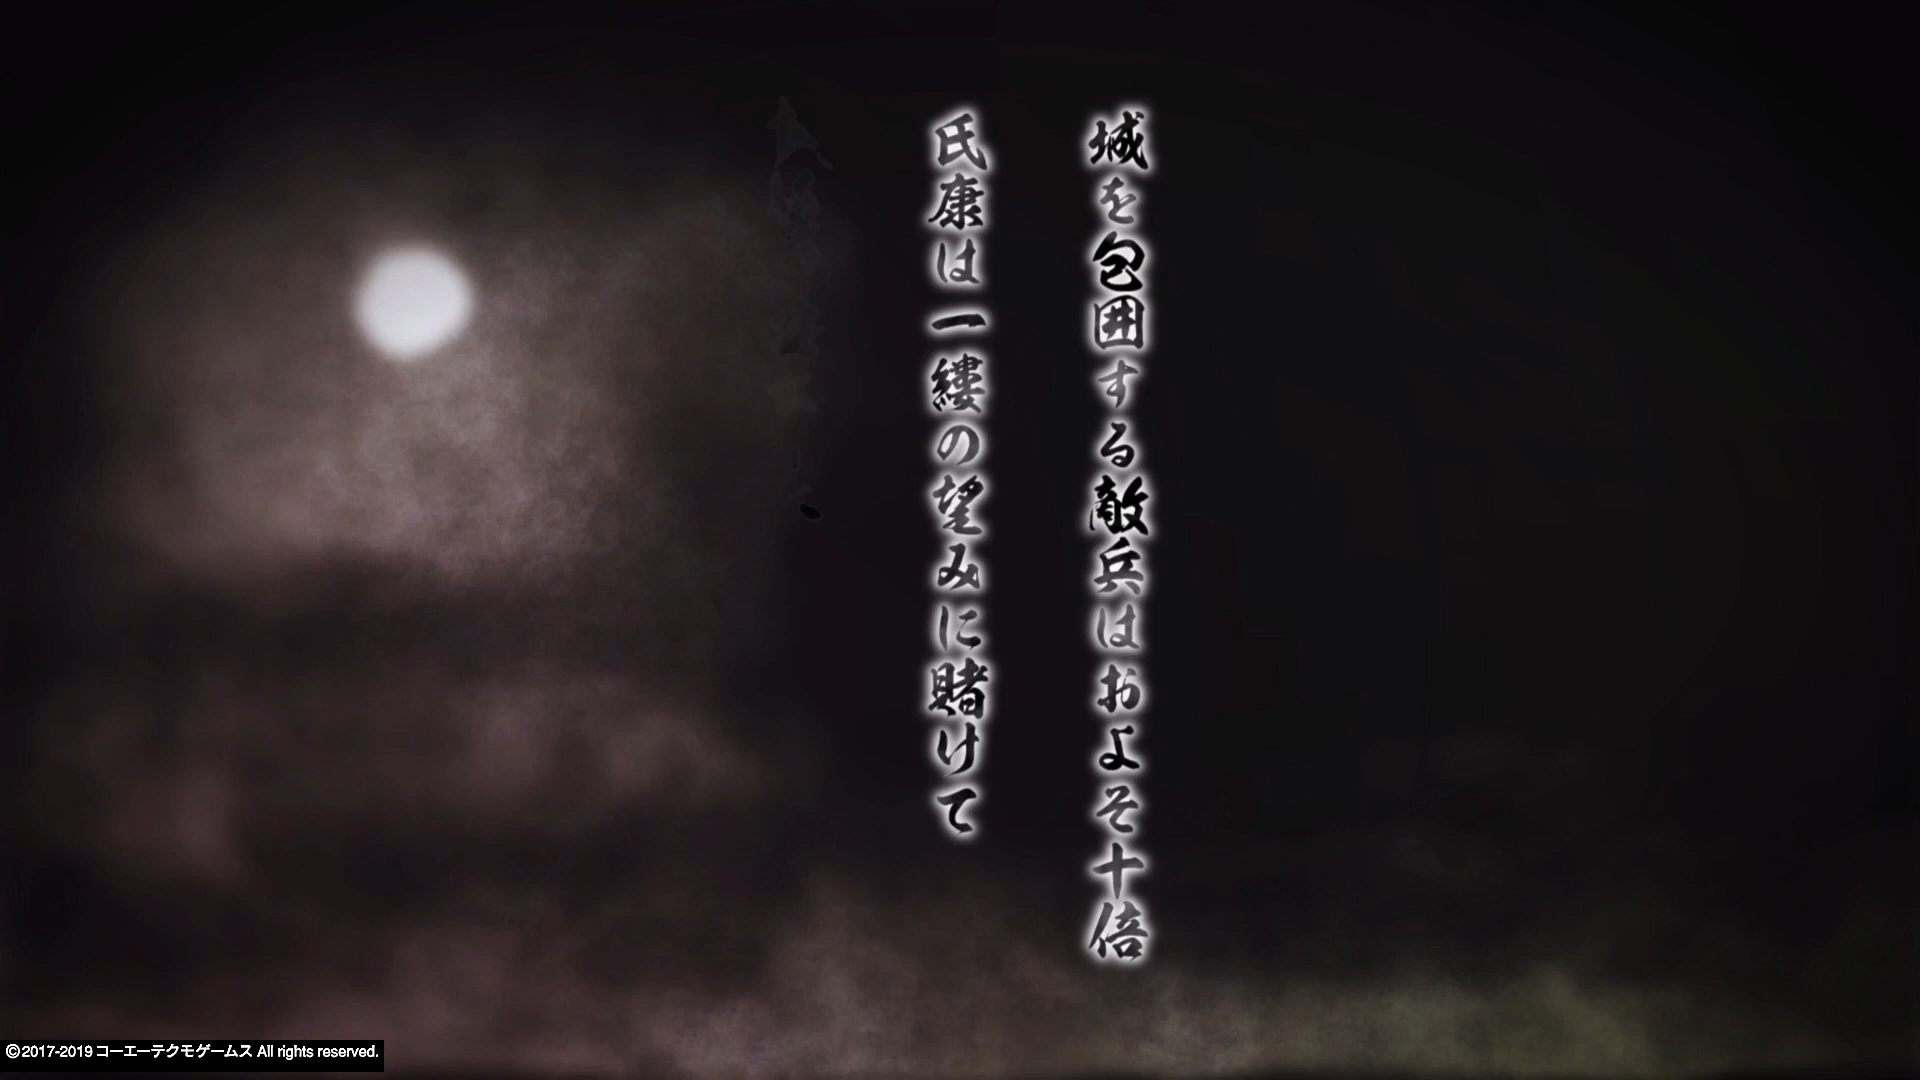 城を包囲する敵兵はおよそ十倍
氏康は一縷の望みに賭けて
©2017-2019 コーエーテクモゲームス All rights reserved.